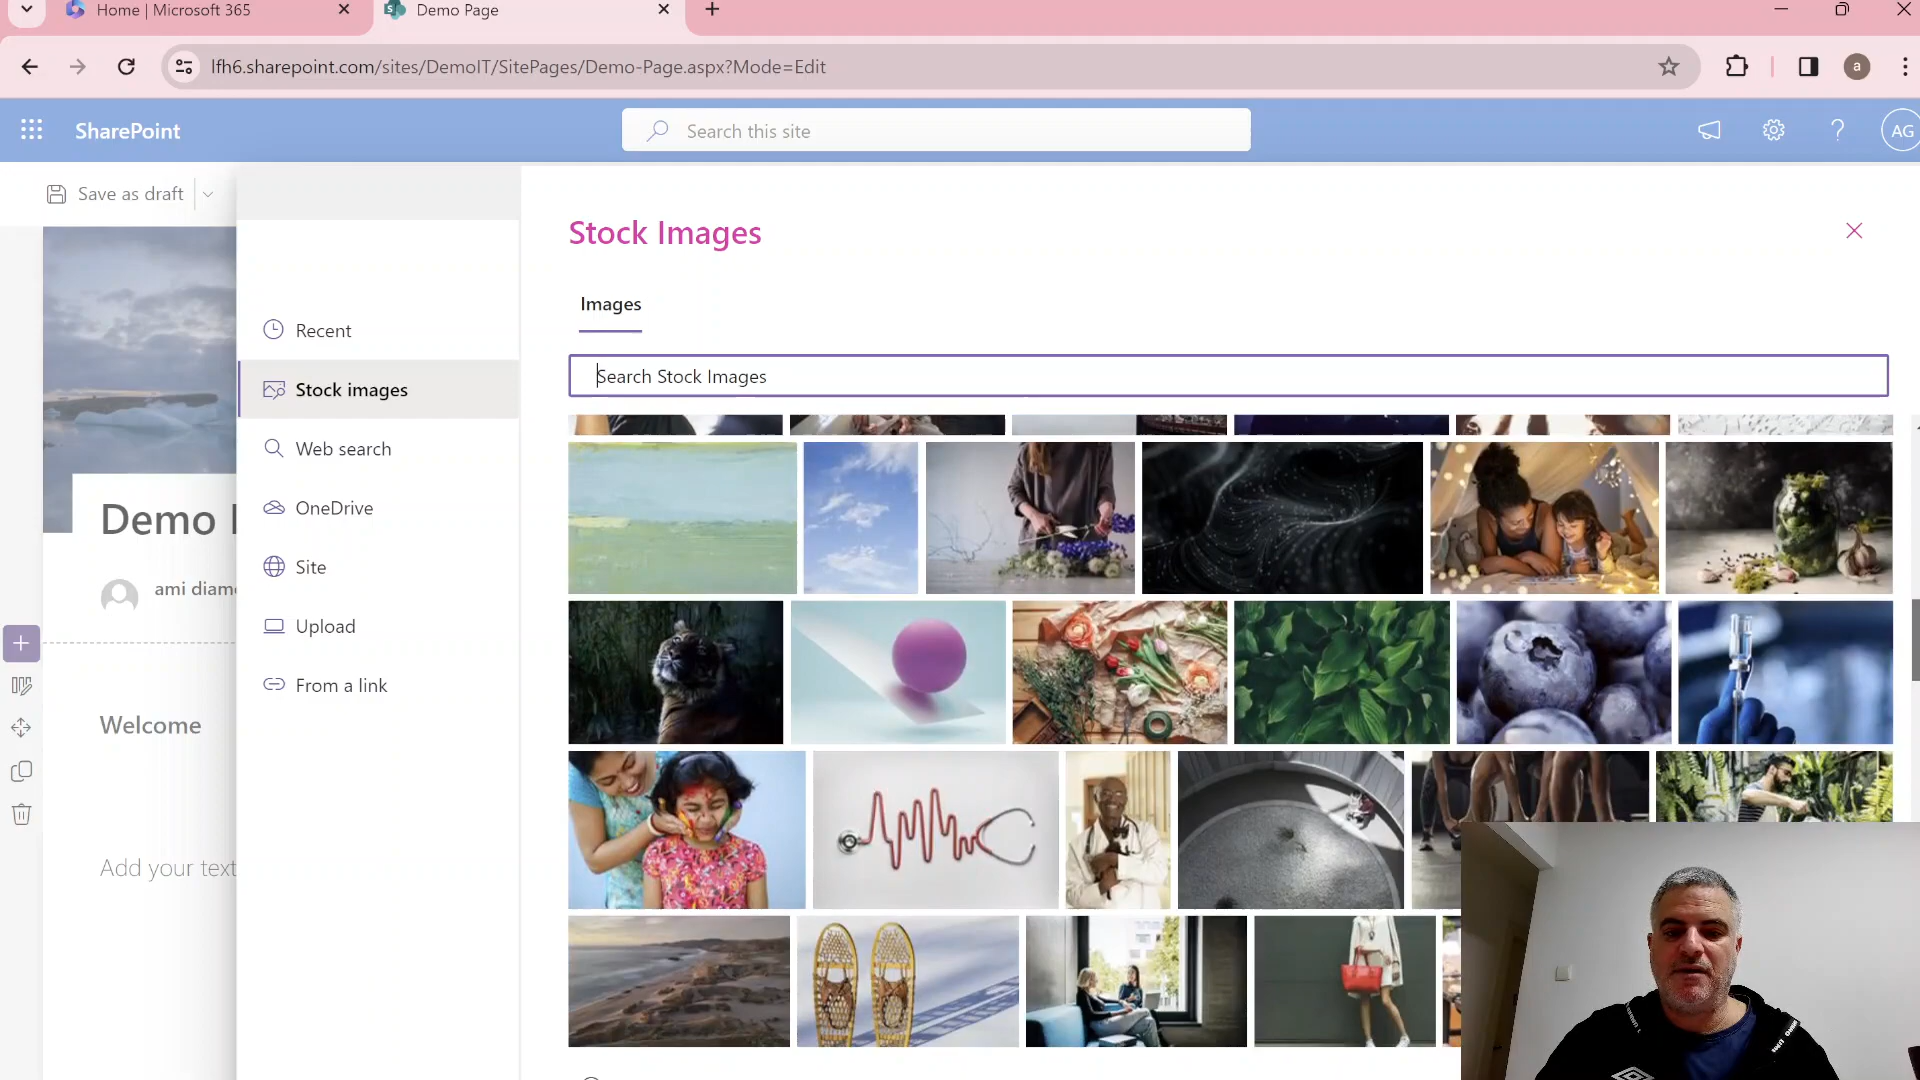 Home | Microsoft 365
Demo Page
lfh6.sharepoint.com/sites/DemoIT/SitePages/Demo-Page.aspx?Mode=Edit
a
SharePoint
Search this site
AG
Save as draft
Stock Images
Images
Recent
Search Stock Images
Stock images
Web search
OneDrive
Demo
Site
ami diam
Upload
From a link
Welcome
Add your text